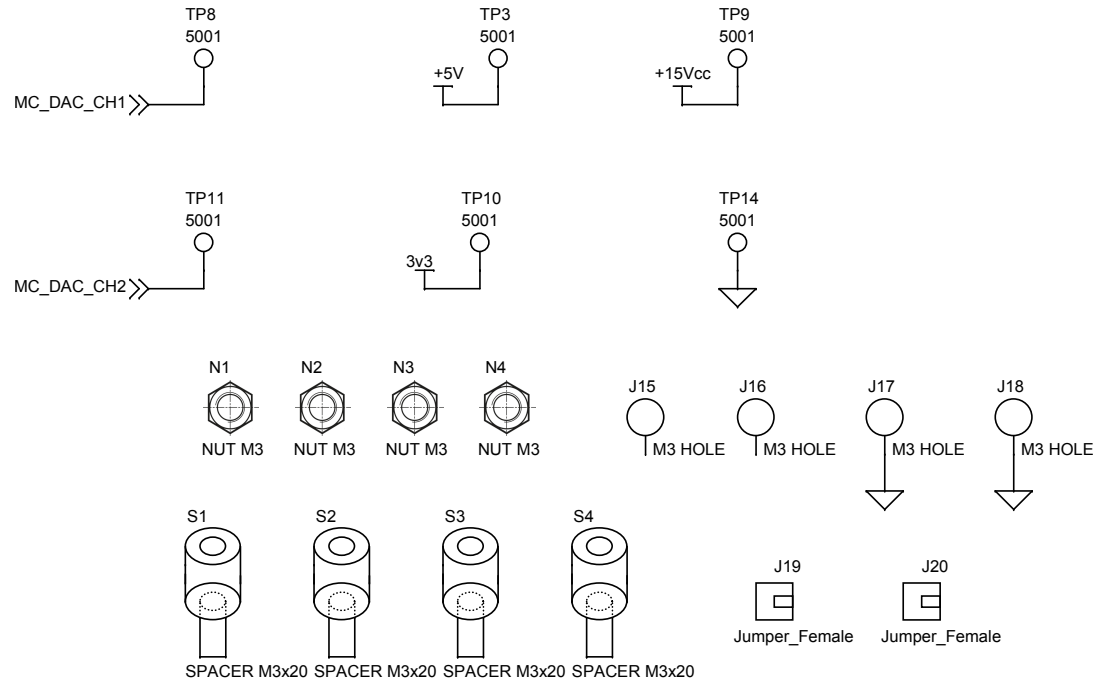 TP8
5001
MC_DAC_CH1
TP3
5001
+5V
TP9
5001
+15Vcc
TP11
5001
MC_DAC_CH2
TP10
5001
3v3
TP14
5001
N1
NUT M3
N2
NUT M3
N3
NUT M3
N4
NUT M3
J15
M3 HOLE
J16
M3 HOLE
J17
M3 HOLE
J18
M3 HOLE
S1
SPACER M3x20
S2
SPACER M3x20
S3
SPACER M3x20
S4
SPACER M3x20
J19
Jumper_Female
J20
Jumper_Female